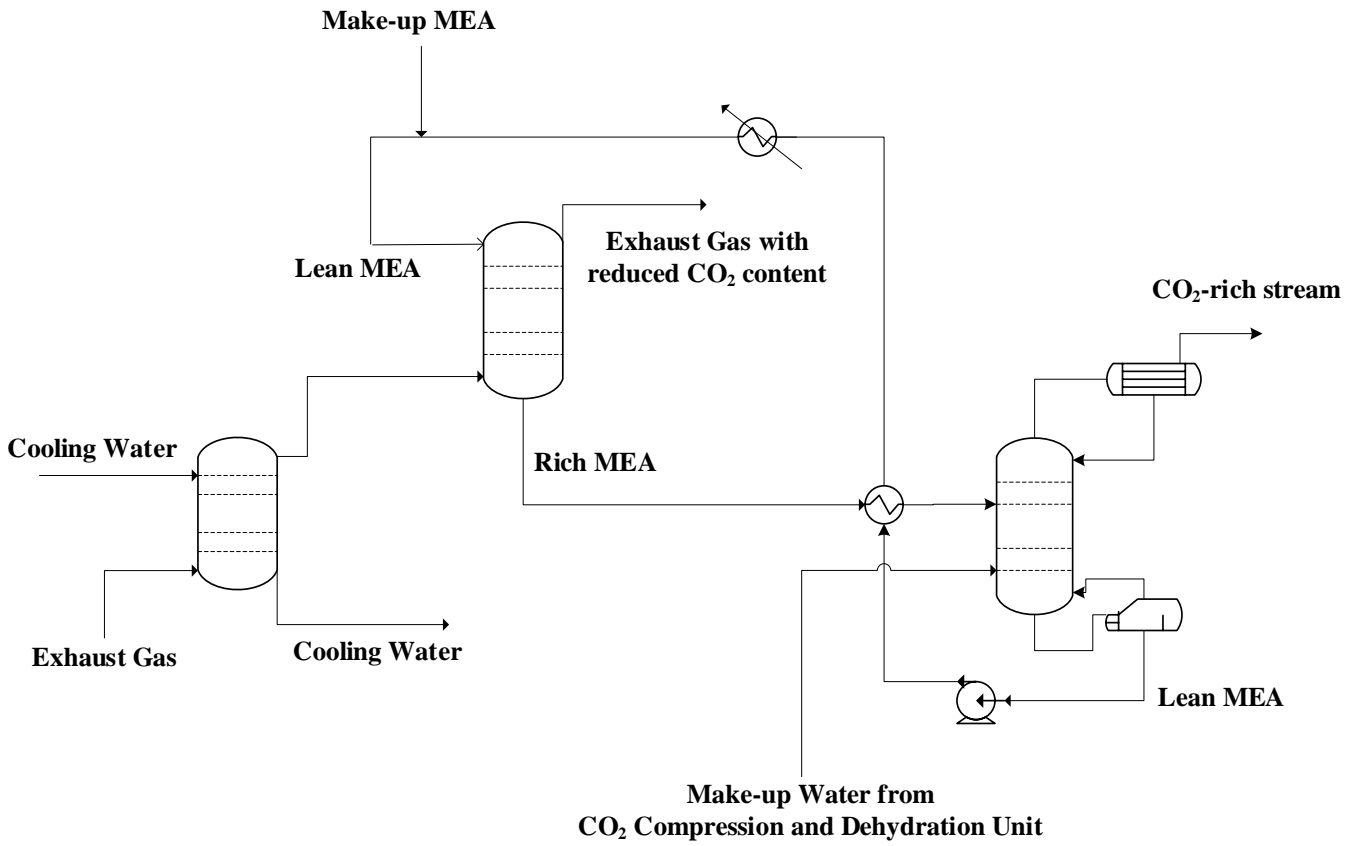 Make-up MEA
Lean MEA
Exhaust Gas with
reduced CO₂ content
CO₂-rich stream
Cooling Water
Rich MEA
Exhaust Gas
Cooling Water
Lean MEA
Make-up Water from
CO₂ Compression and Dehydration Unit